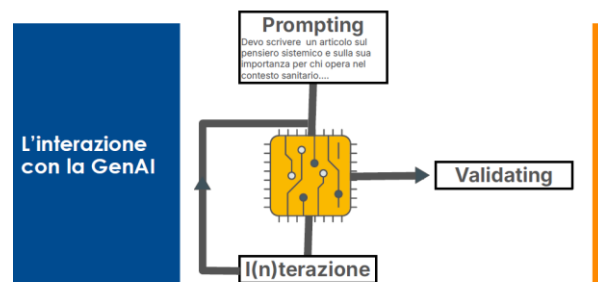 Prompting
Devo scrivere un articolo sul
pensiero sistemico e sulla sua
importanza per chi opera nel
contesto sanitario....
L'interazione
con la GenAI
Validating
I(n)terazione